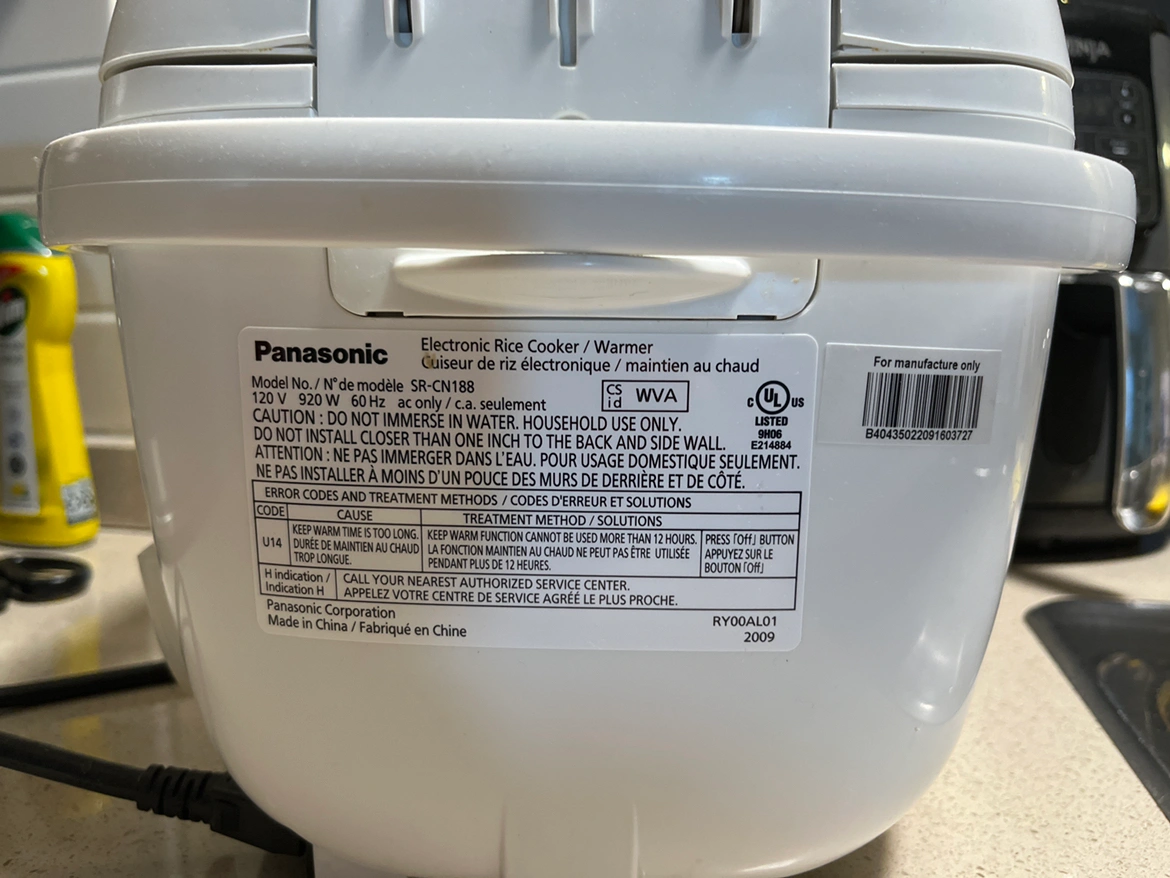 NINJA
Panasonic
Electronic Rice Cooker / Warmer
Cuiseur de riz électronique / maintien au chaud
Model No. / N° de modèle SR-CN188
120 V 920 W 60 Hz ac only / c.a. seulement
CS
id
WVA
CAUTION : DO NOT IMMERSE IN WATER. HOUSEHOLD USE ONLY.
DO NOT INSTALL CLOSER THAN ONE INCH TO THE BACK AND SIDE WALL.
ATTENTION : NE PAS IMMERGER DANS L'EAU. POUR USAGE DOMESTIQUE SEULEMENT.
NE PAS INSTALLER À MOINS D'UN POUCE DES MURS DE DERRIÈRE ET DE CÔTÉ.
C UL US
LISTED
9H06
E214884
ERROR CODES AND TREATMENT METHODS / CODES D'ERREUR ET SOLUTIONS
CODE CAUSE TREATMENT METHOD / SOLUTIONS
U14
KEEP WARM TIME IS TOO LONG.
DURÉE DE MAINTIEN AU CHAUD
TROP LONGUE.
KEEP WARM FUNCTION CANNOT BE USED MORE THAN 12 HOURS.
LA FONCTION MAINTIEN AU CHAUD NE PEUT PAS ÊTRE UTILISÉE
PENDANT PLUS DE 12 HEURES.
PRESS「Off」BUTTON
APPUYEZ SUR LE
BOUTON「Off」
H indication /
Indication H
CALL YOUR NEAREST AUTHORIZED SERVICE CENTER.
APPELEZ VOTRE CENTRE DE SERVICE AGRÉÉ LE PLUS PROCHE.
Panasonic Corporation
Made in China / Fabriqué en Chine
RY00AL01
2009
For manufacture only
B40435022091603727